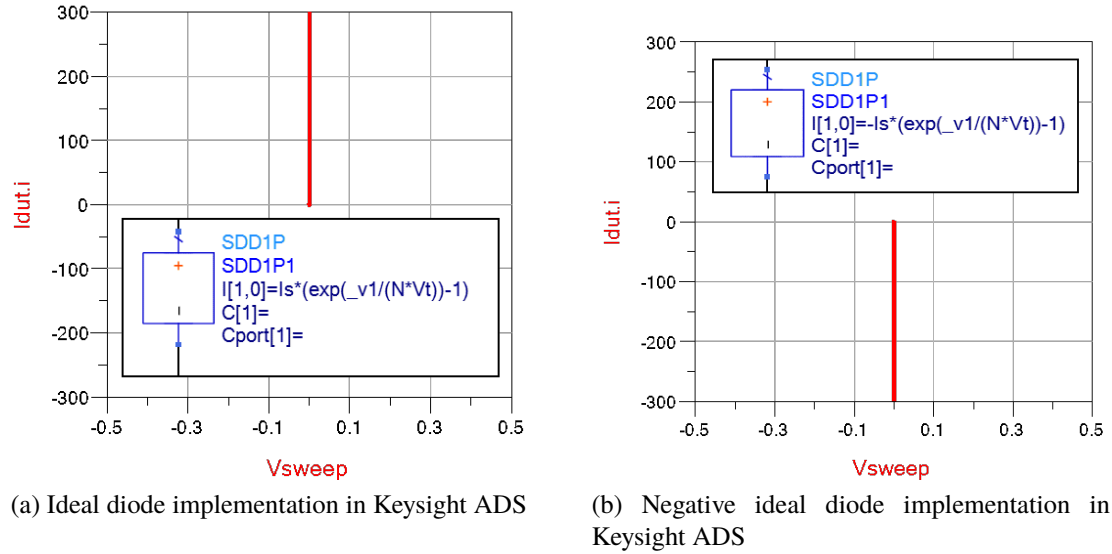 300
200
100
0
-100
-200
-300
Idut.i
SDD1P
SDD1P1
I[1,0]=Is*(exp(_v1/(N*Vt))-1)
C[1]=
Cport[1]=
-0.5 -0.3 -0.1 0.1 0.3 0.5
Vsweep
(a) Ideal diode implementation in Keysight ADS
300
200
100
0
-100
-200
-300
Idut.i
SDD1P
SDD1P1
I[1,0]=-Is*(exp(_v1/(N*Vt))-1)
C[1]=
Cport[1]=
-0.5 -0.3 -0.1 0.1 0.3 0.5
Vsweep
(b) Negative ideal diode implementation in
Keysight ADS